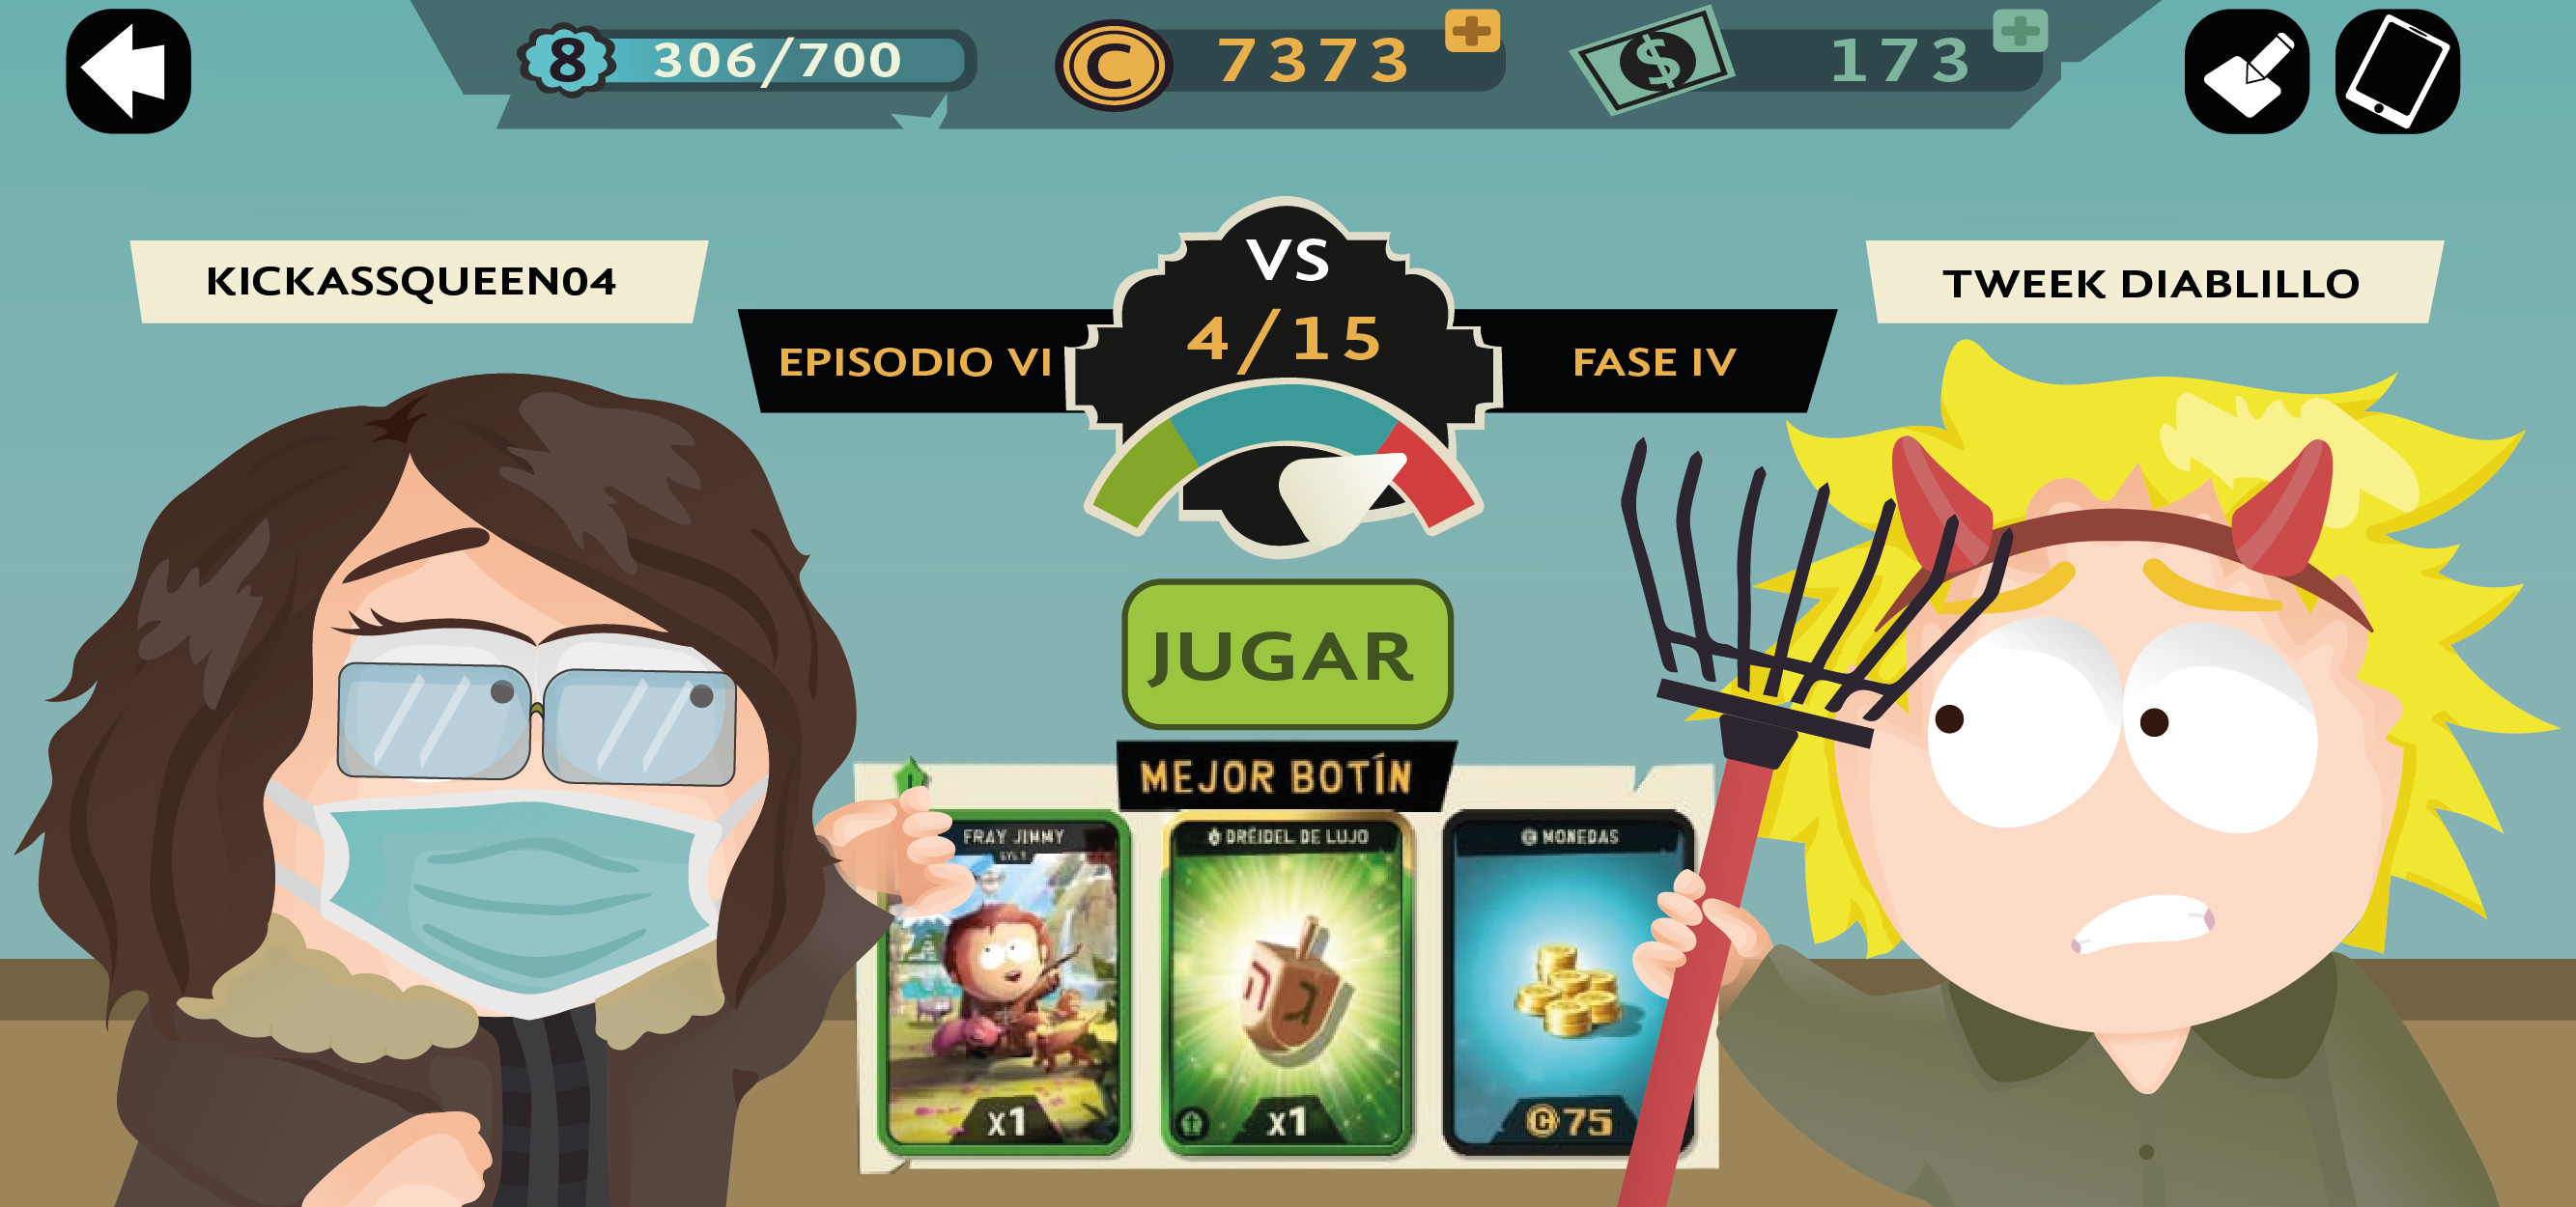 8 306/700
C 7373
$ 173
KICKASSQUEEN04
VS
TWEEK DIABLILLO
EPISODIO VI
4/15
FASE IV
JUGAR
MEJOR BOTÍN
FRAY JIMMY
DRÉIDEL DE LUJO
MONEDAS
ה
ג
x1
x1
C 75